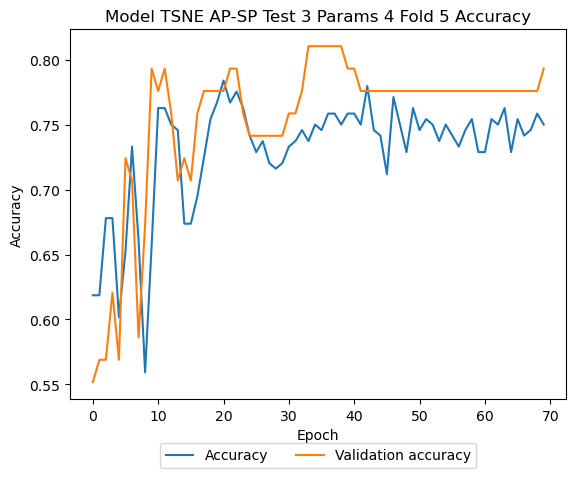 Model TSNE AP-SP Test 3 Params 4 Fold 5 Accuracy
0.80
0.75
0.70
0.65
0.60
0.55
Accuracy
0 10 20 30 40 50 60 70
Epoch
Accuracy Validation accuracy